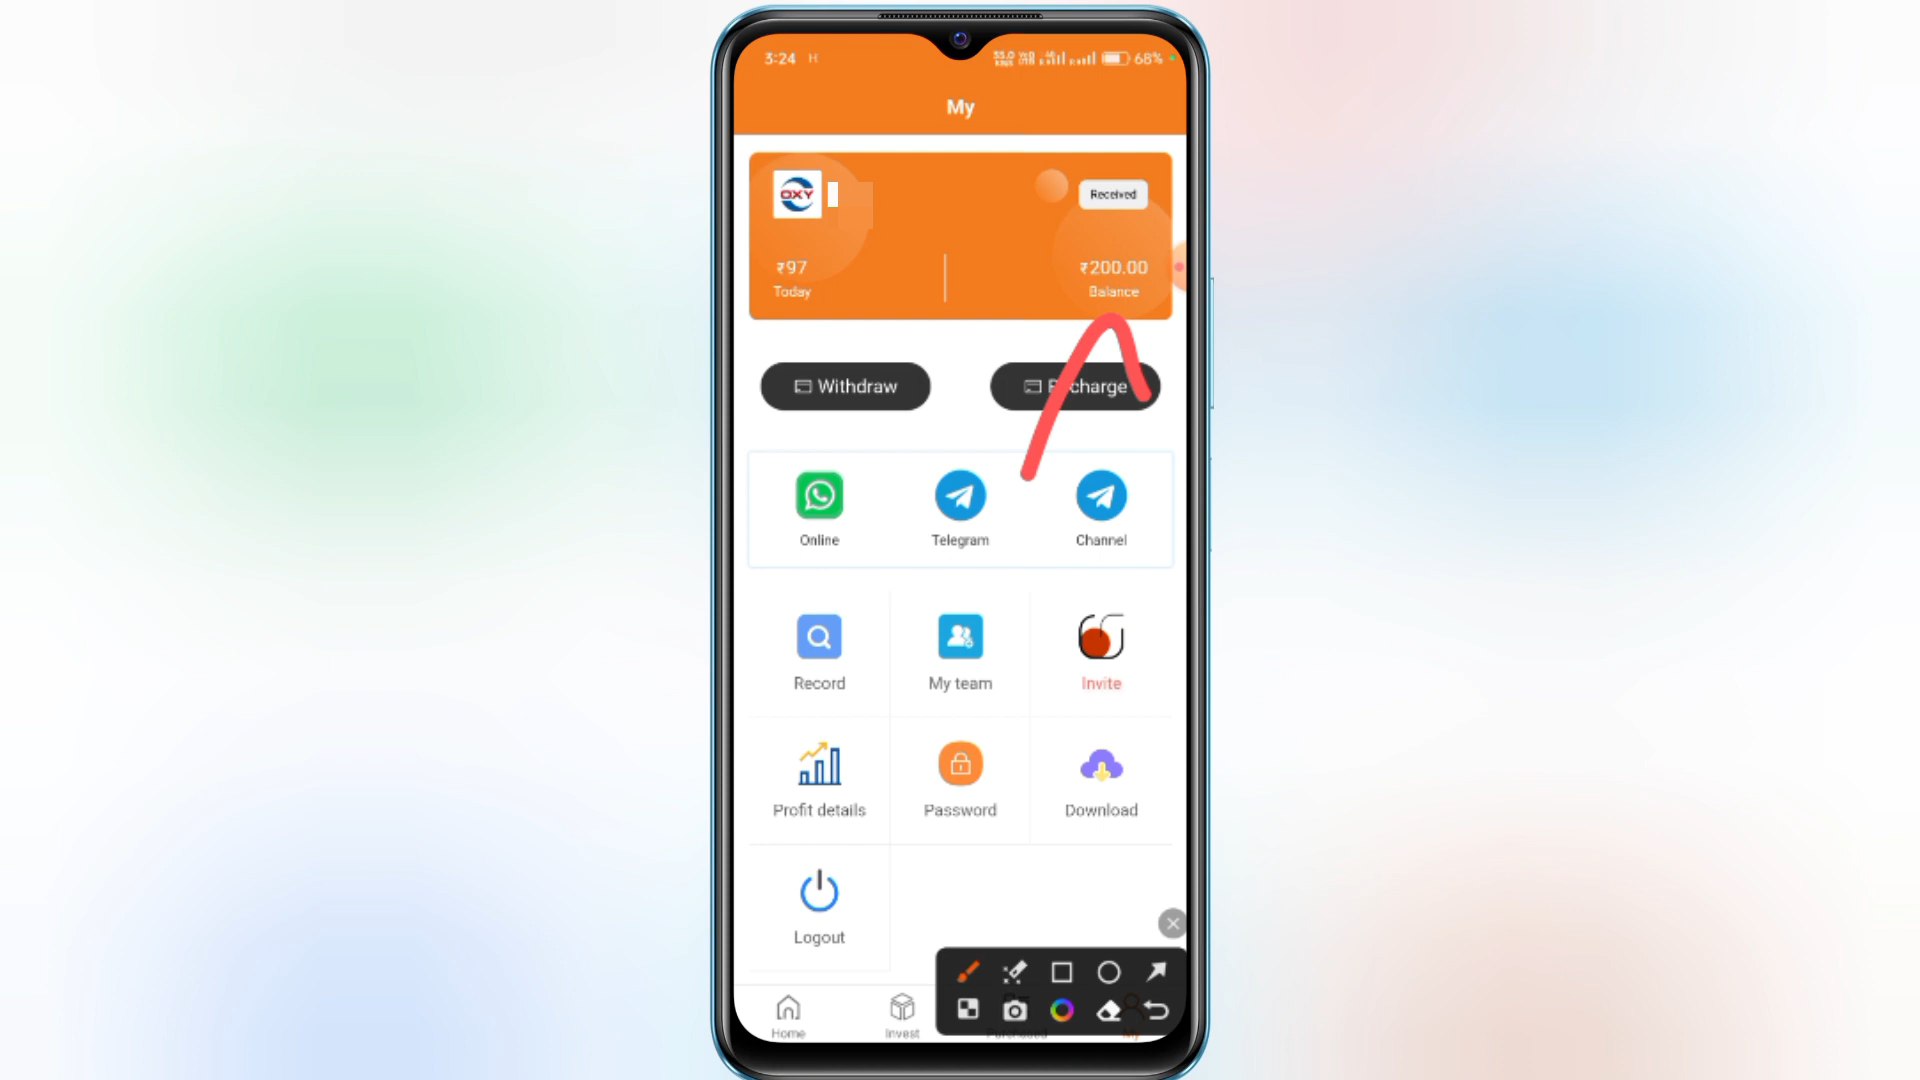 3:24 H
68%
My
OXY
Received
₹97
₹200.00
Today
Balance
Withdraw
Recharge
Online
Telegram
Channel
Record
My team
Invite
Profit details
Password
Download
Logout
Home
Invest
Purchased
My